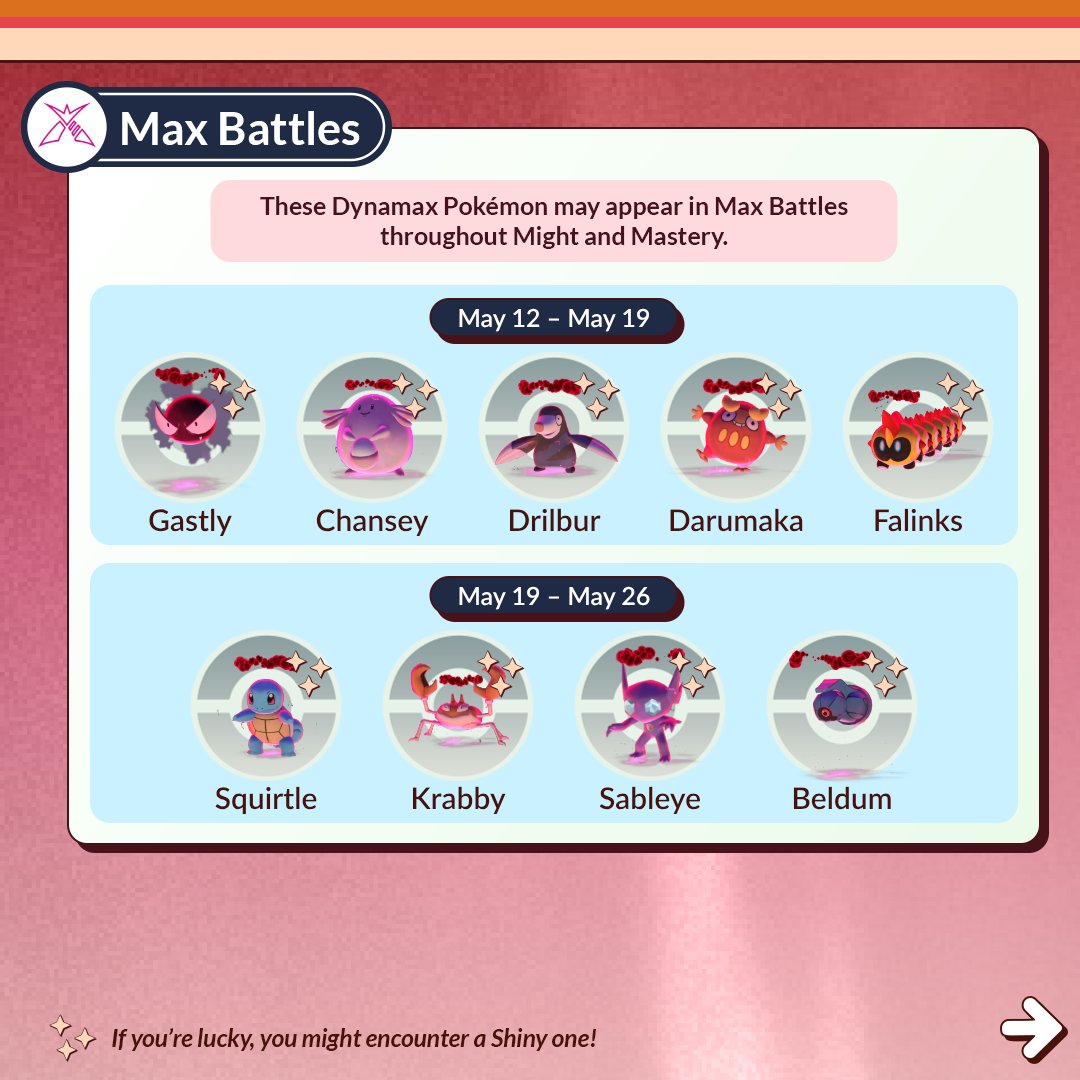 Max Battles
These Dynamax Pokémon may appear in Max Battles
throughout Might and Mastery.
May 12 – May 19
Gastly
Chansey
Drilbur
Darumaka
Falinks
May 19 – May 26
Squirtle
Krabby
Sableye
Beldum
If you’re lucky, you might encounter a Shiny one!